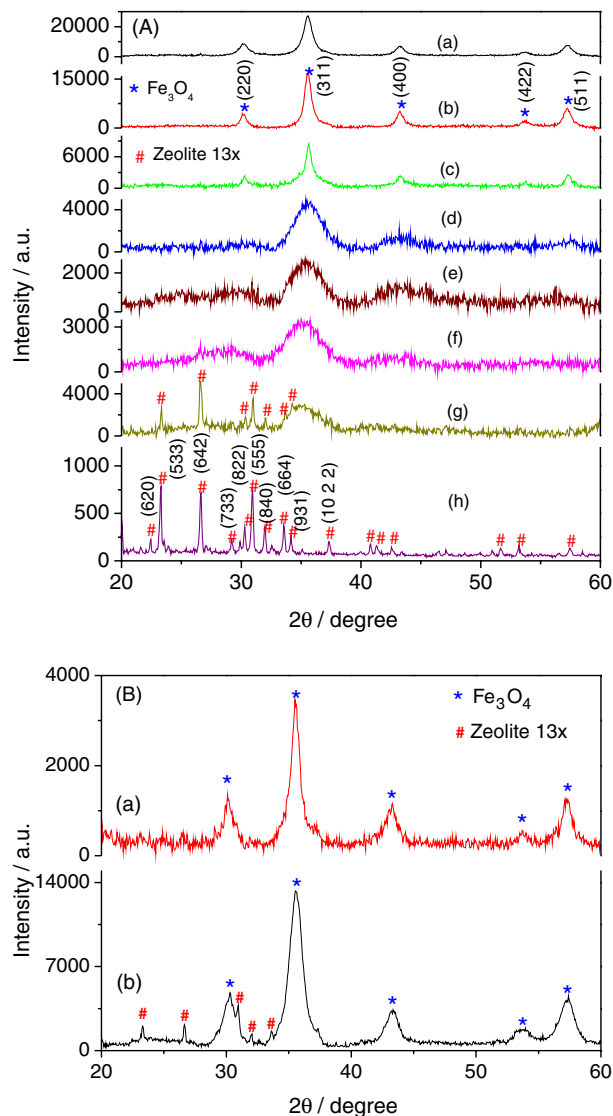 (A)
30000
15000
0
(a)
15000
0
* Fe3O4
(220)
*
*
(311)
(400)
*
(422)
*
(511)
*
(b)
6000
0
# Zeolite 13x
(c)
4000
0
(d)
2000
0
(e)
3000
0
(f)
4000
0
# # # # # # #
(g)
1000
500
0
(620)
(533)
(642)
(733)
(822)
(555)
(840)
(664)
(931)
(10 2 2)
# # # # # # # # # # # # # # # #
(h)
Intensity / a.u.
20 30 40 50 60
2θ / degree
4000
2000
0
(B)
(a)
* * * * *
* Fe3O4
# Zeolite 13x
14000
7000
0
(b)
# # * # # # * * * *
Intensity / a.u.
Intensity / a.u.
20 30 40 50 60
2θ / degree